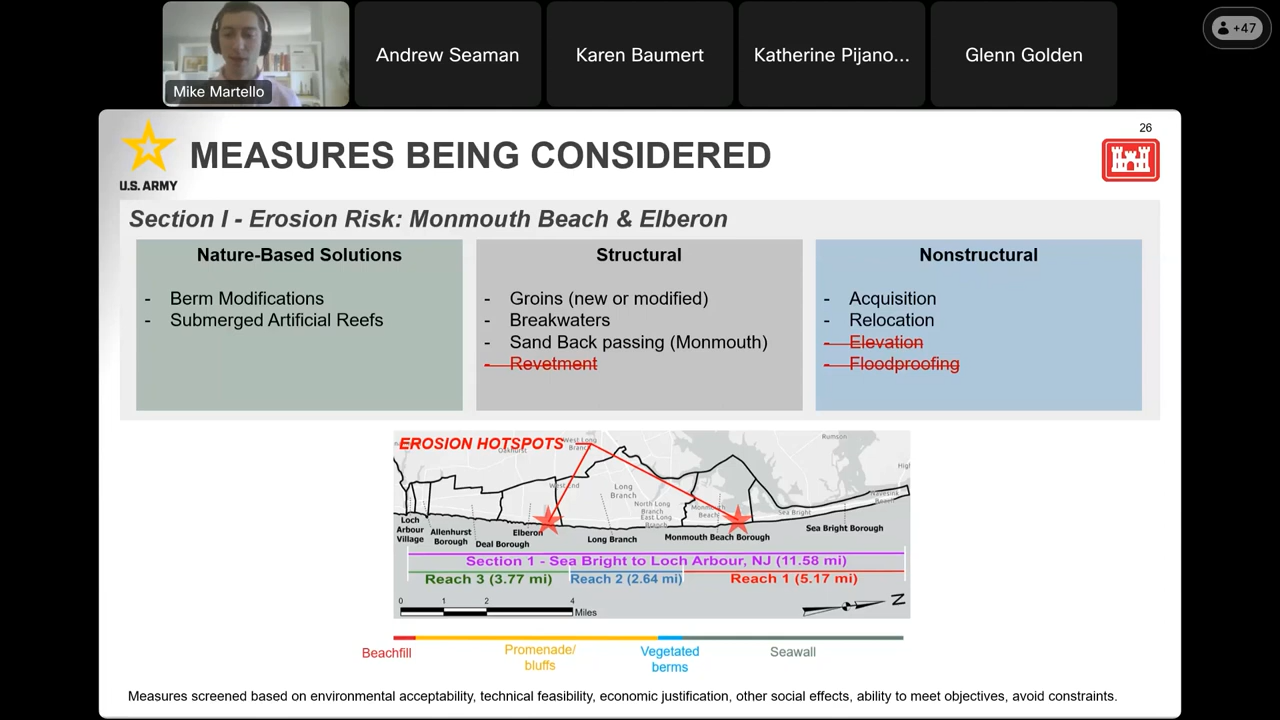 Andrew Seaman
Karen Baumert
Katherine Pijano...
Glenn Golden
+47
Mike Martello
26
U.S. ARMY
MEASURES BEING CONSIDERED
Section I - Erosion Risk: Monmouth Beach & Elberon
Nature-Based Solutions
- Berm Modifications
- Submerged Artificial Reefs
Structural
- Groins (new or modified)
- Breakwaters
- Sand Back passing (Monmouth)
- Revetment
Nonstructural
- Acquisition
- Relocation
- Elevation
- Floodproofing
EROSION HOTSPOTS
West Long
Branch
Oakhurst
Rumson
West End
Long
Branch
North Long
Branch
East Long
Branch
Monmouth
Beach
Sea Bright
Navesink
Beach
Loch
Arbour
Village
Allenhurst
Borough
Deal Borough
Elberon
Long Branch
Monmouth Beach Borough
Sea Bright Borough
Section 1 - Sea Bright to Loch Arbour, NJ (11.58 mi)
Reach 3 (3.77 mi)
Reach 2 (2.64 mi)
Reach 1 (5.17 mi)
0 1 2 4
Miles
N
Beachfill
Promenade/
bluffs
Vegetated
berms
Seawall
Measures screened based on environmental acceptability, technical feasibility, economic justification, other social effects, ability to meet objectives, avoid constraints.